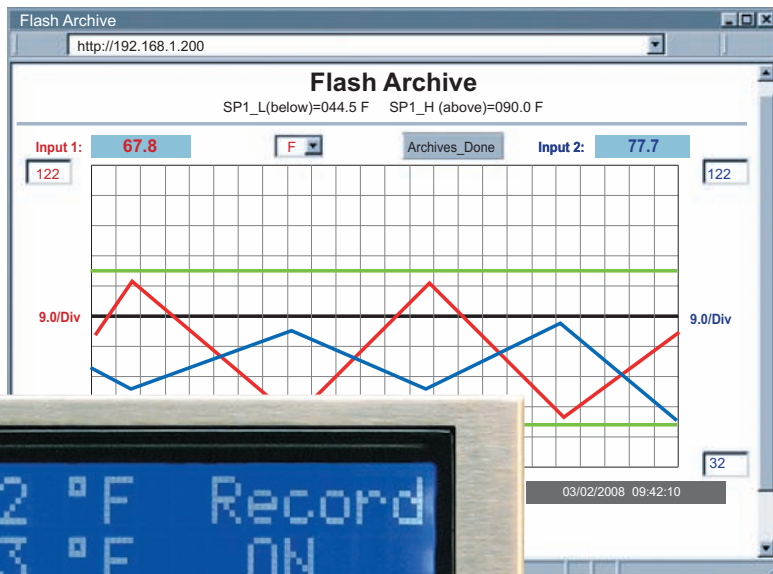 Flash Archive
http://192.168.1.200
Flash Archive
SP1_L(below)=044.5 F SP1_H (above)=090.0 F
Input 1: 67.8 F Archives_Done Input 2: 77.7
122 122
9.0/Div 9.0/Div
32
03/02/2008 09:42:10
2 °F Record
3 °F ON